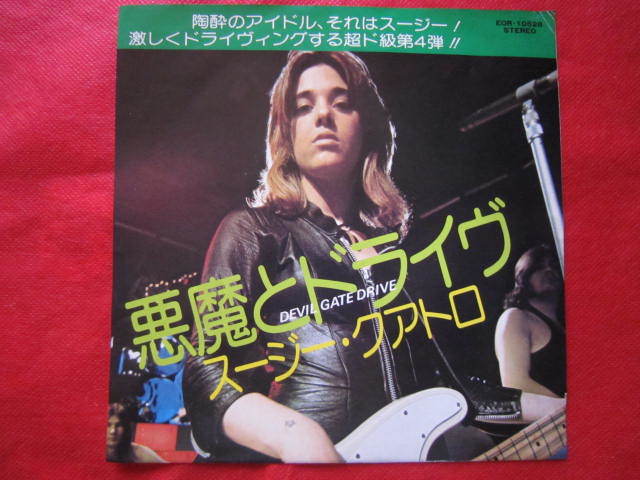 陶酔のアイドル、それはスージー!
激しくドライヴィングする超ド級第4弾!!
EOR-10528
STEREO
悪魔とドライヴ
DEVIL GATE DRIVE
スージー・クアトロ